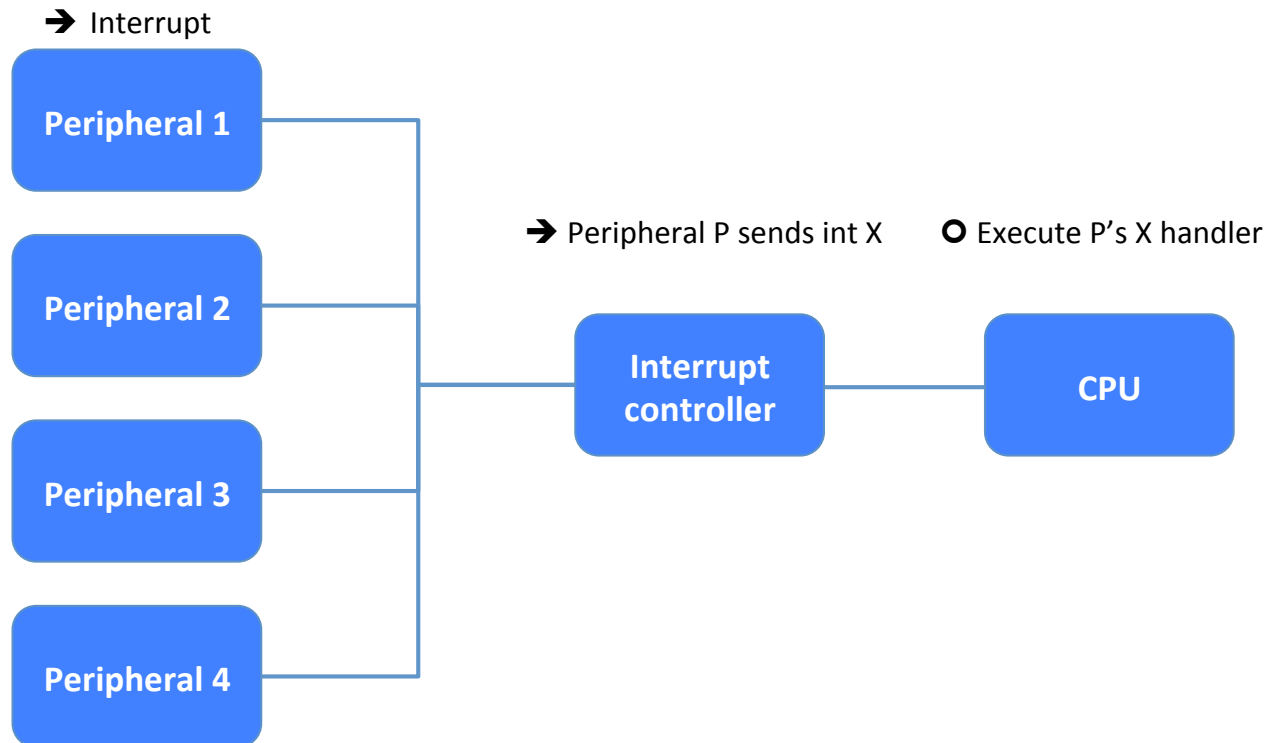 ➔ Interrupt
Peripheral 1
➔ Peripheral P sends int X
Execute P’s X handler
Peripheral 2
Interrupt
controller
CPU
Peripheral 3
Peripheral 4